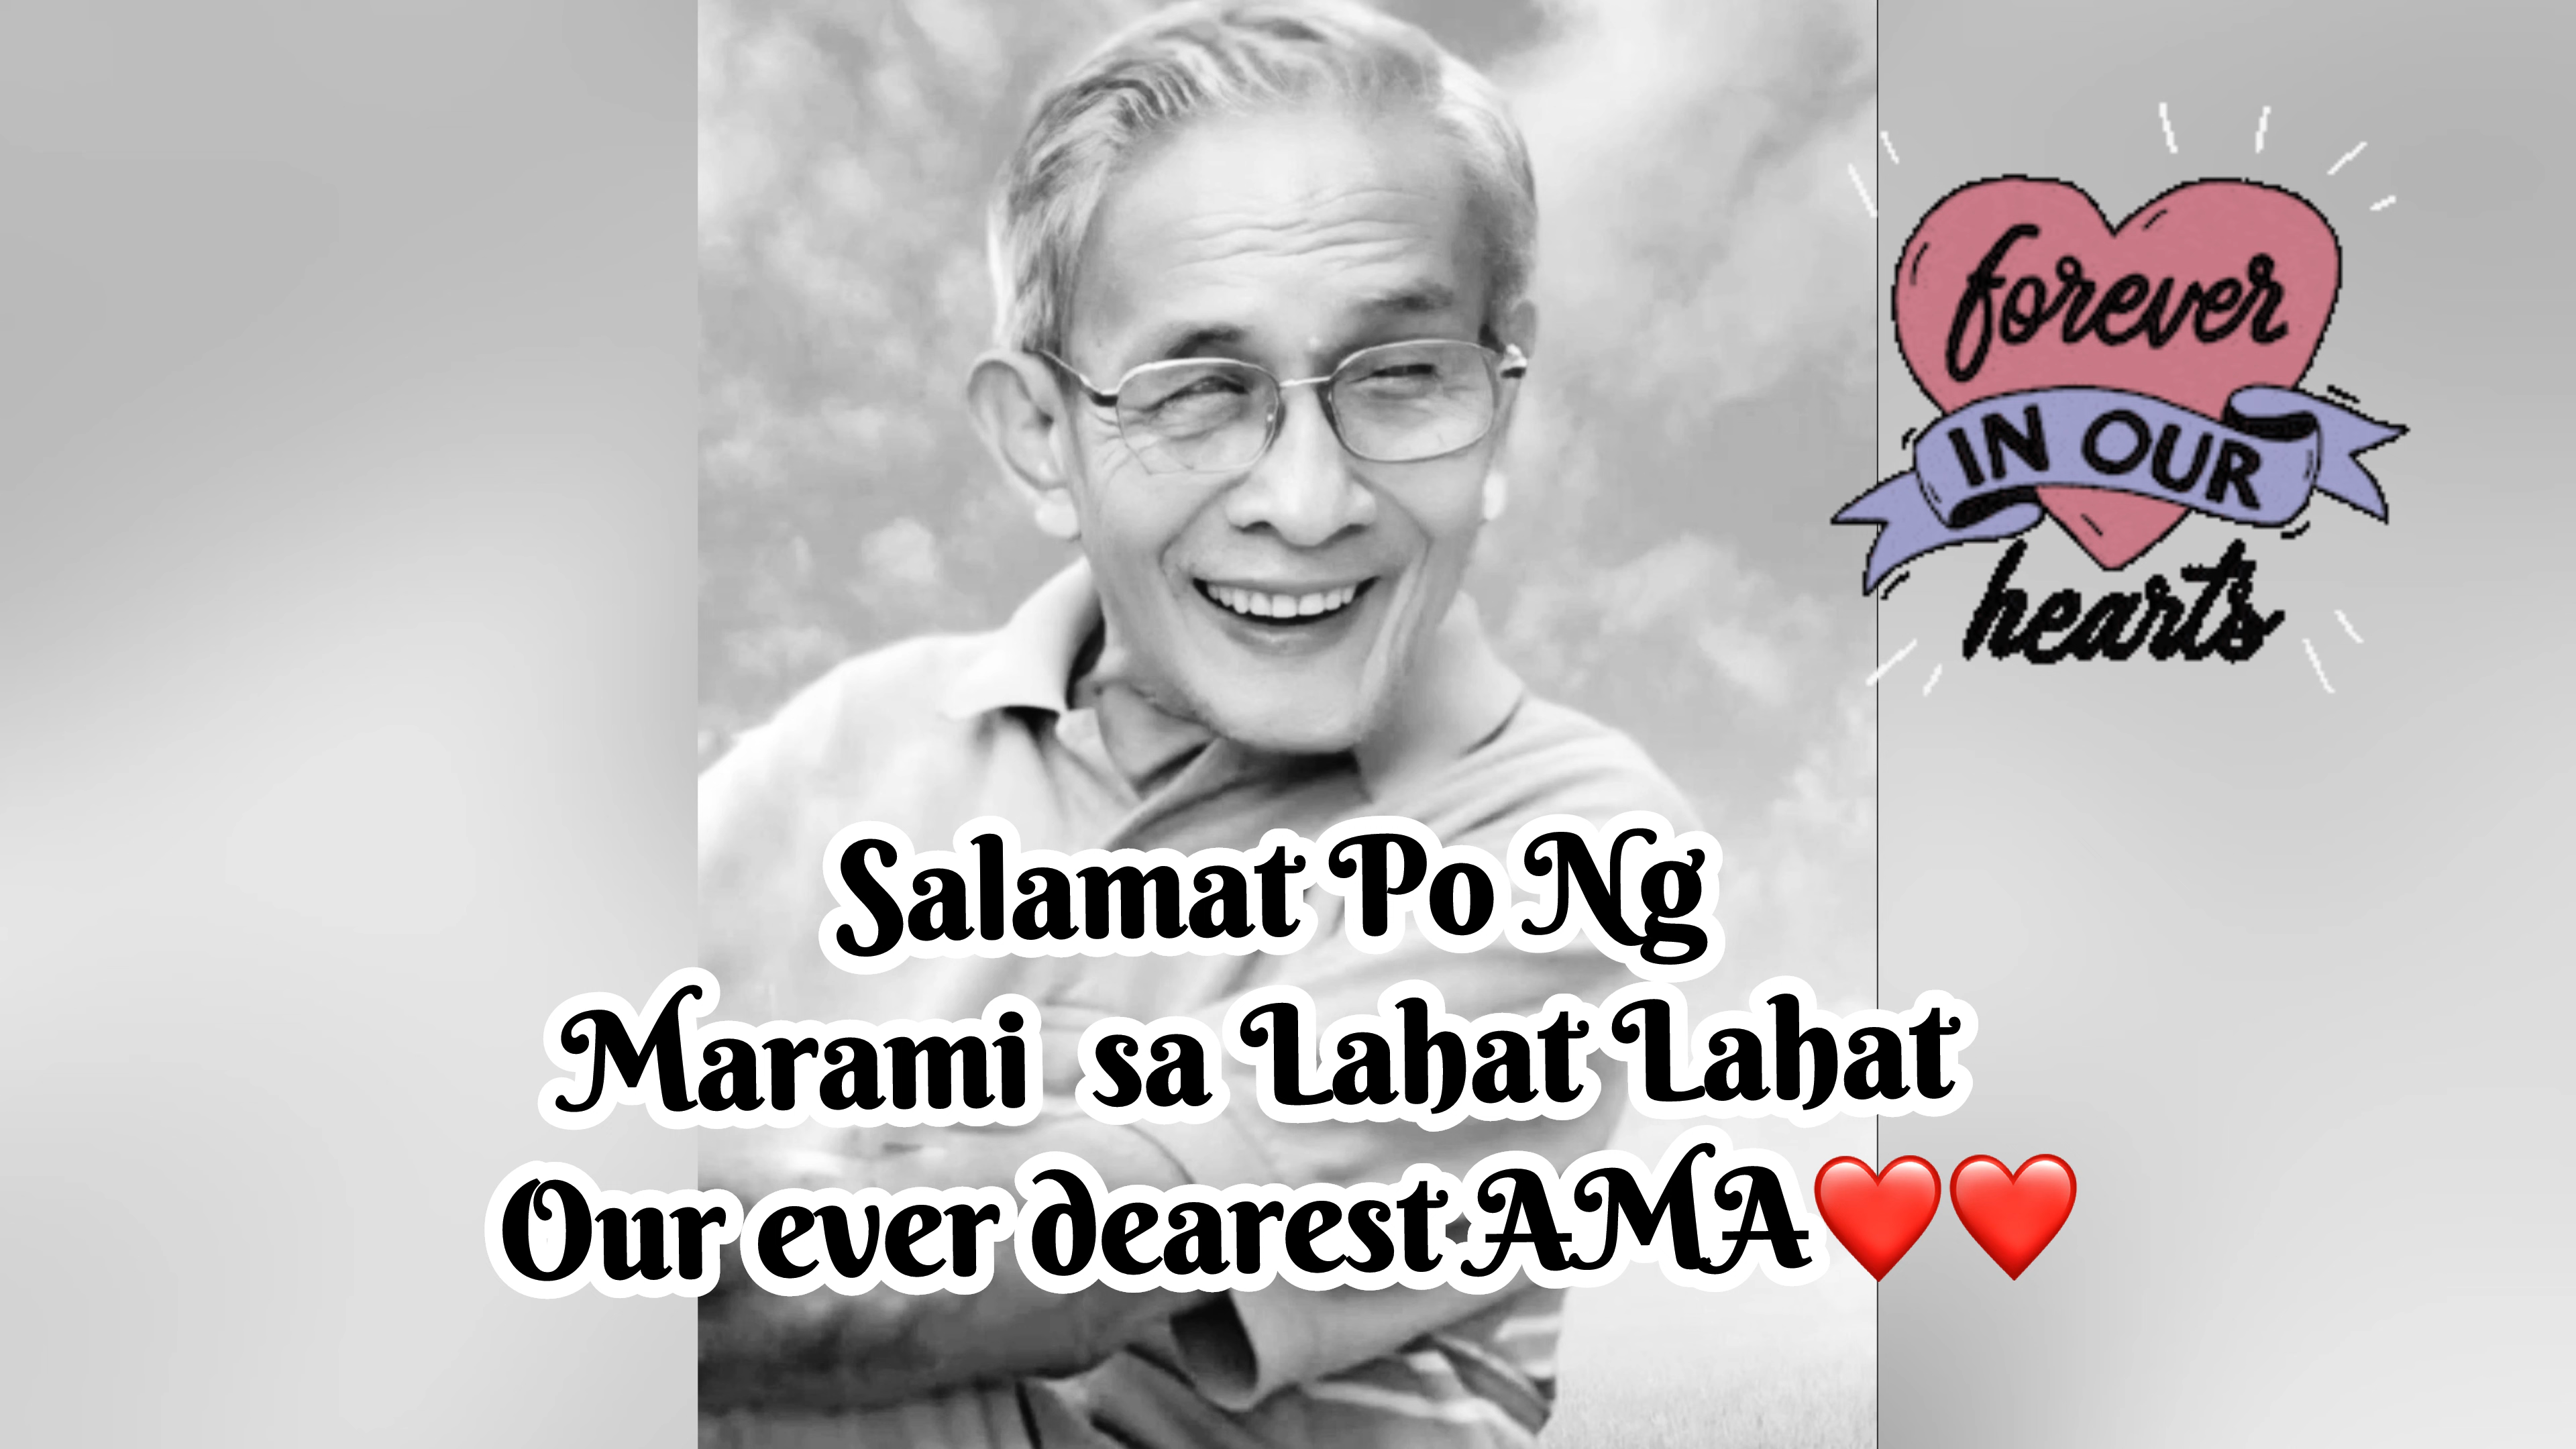 forever
IN OUR
hearts
Salamat Po Ng
Marami sa Lahat Lahat
Our ever dearest AMA❤️❤️